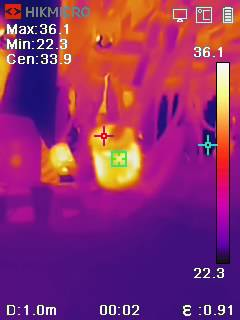 HIKMICRO
Max:36.1
Min:22.3
Cen:33.9
36.1
22.3
D:1.0m 00:02 ε:0.91